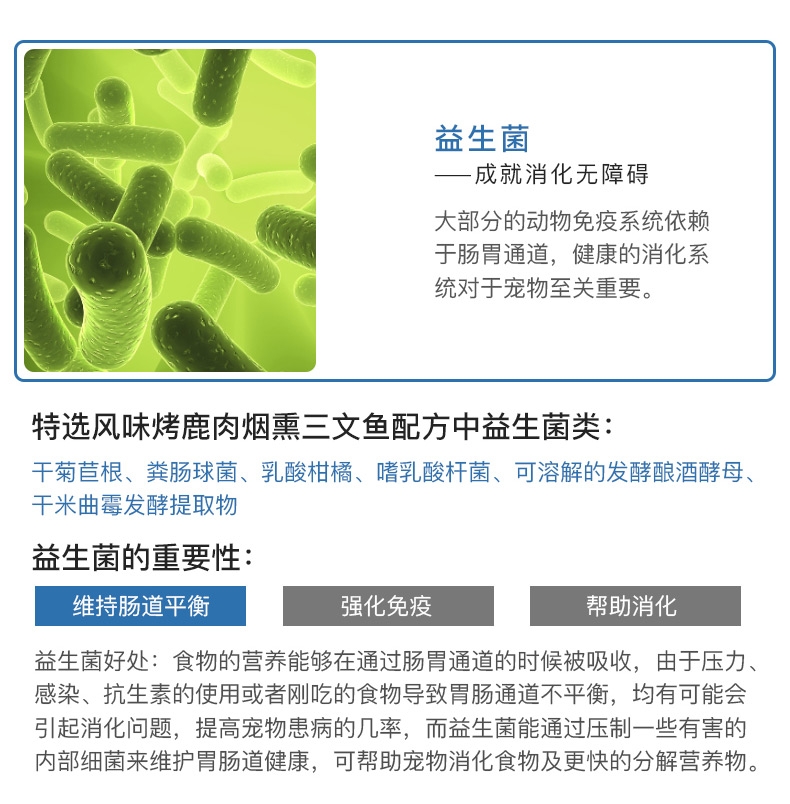 益生菌
——成就消化无障碍
大部分的动物免疫系统依赖
于肠胃通道，健康的消化系
统对于宠物至关重要。
特选风味烤鹿肉烟熏三文鱼配方中益生菌类：
干菊苣根、粪肠球菌、乳酸柑橘、嗜乳酸杆菌、可溶解的发酵酿酒酵母、
干米曲霉发酵提取物
益生菌的重要性：
维持肠道平衡
强化免疫
帮助消化
益生菌好处：食物的营养能够在通过肠胃通道的时候被吸收，由于压力、
感染、抗生素的使用或者刚吃的食物导致胃肠通道不平衡，均有可能会
引起消化问题，提高宠物患病的几率，而益生菌能通过压制一些有害的
内部细菌来维护胃肠道健康，可帮助宠物消化食物及更快的分解营养物。